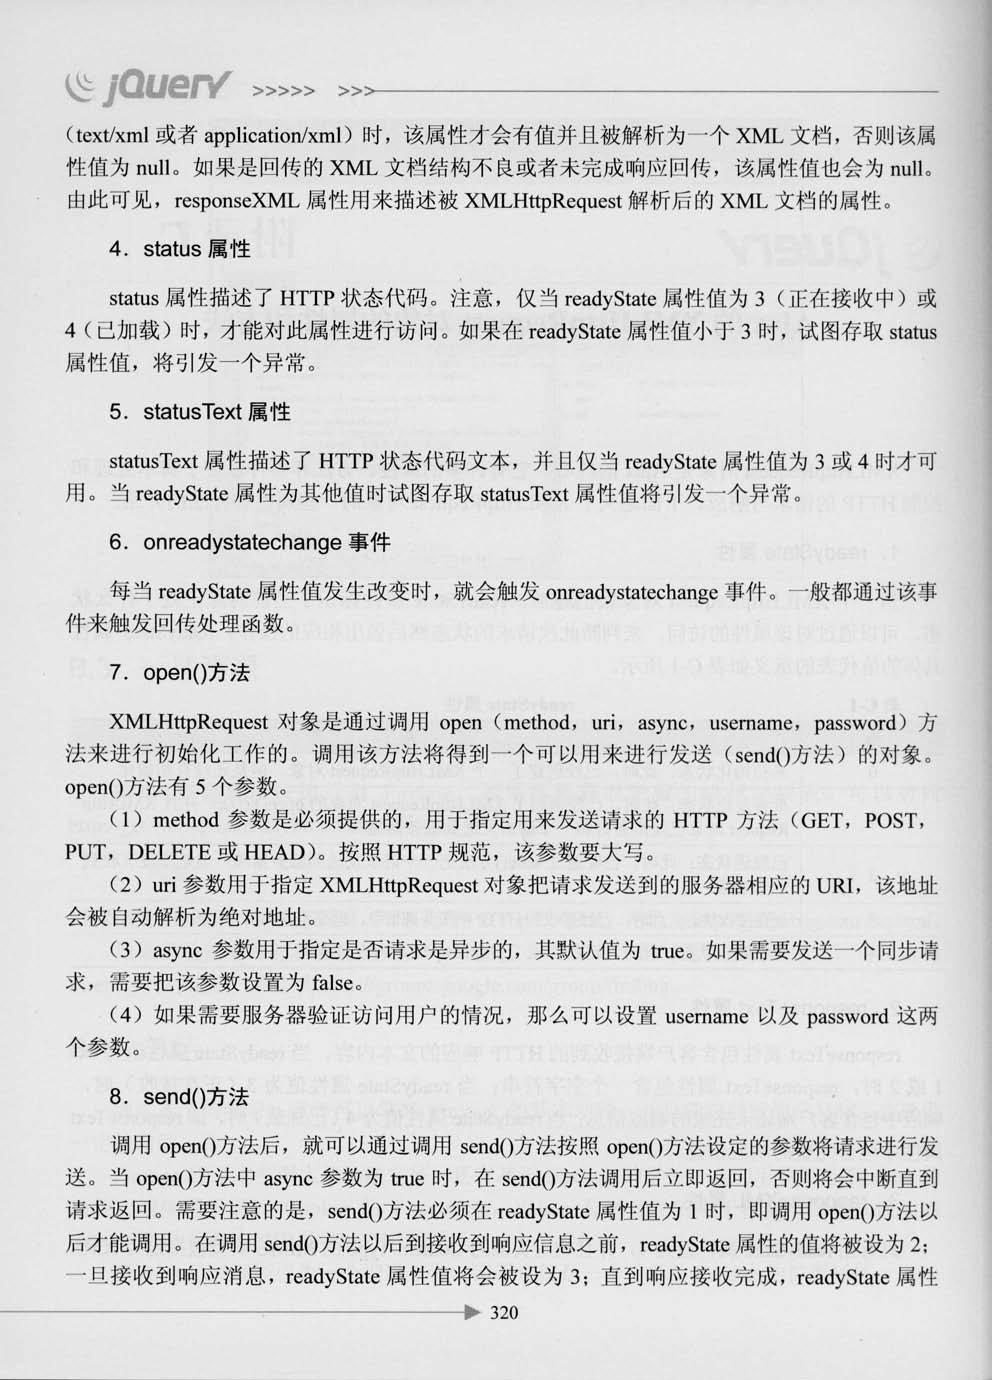 jQuery >>>>> >>>
（text/xml 或者 application/xml）时，该属性才会有值并且被解析为一个 XML 文档，否则该属
性值为 null。如果是回传的 XML 文档结构不良或者未完成响应回传，该属性值也会为 null。
由此可见，responseXML 属性用来描述被 XMLHttpRequest 解析后的 XML 文档的属性。
4．status 属性
status 属性描述了 HTTP 状态代码。注意，仅当 readyState 属性值为 3（正在接收中）或
4（已加载）时，才能对此属性进行访问。如果在 readyState 属性值小于 3 时，试图存取 status
属性值，将引发一个异常。
5．statusText 属性
statusText 属性描述了 HTTP 状态代码文本，并且仅当 readyState 属性值为 3 或 4 时才可
用。当 readyState 属性为其他值时试图存取 statusText 属性值将引发一个异常。
6．onreadystatechange 事件
每当 readyState 属性值发生改变时，就会触发 onreadystatechange 事件。一般都通过该事
件来触发回传处理函数。
7．open()方法
XMLHttpRequest 对象是通过调用 open（method，uri，async，username，password）方
法来进行初始化工作的。调用该方法将得到一个可以用来进行发送（send()方法）的对象。
open()方法有 5 个参数。
（1）method 参数是必须提供的，用于指定用来发送请求的 HTTP 方法（GET，POST，
PUT，DELETE 或 HEAD）。按照 HTTP 规范，该参数要大写。
（2）uri 参数用于指定 XMLHttpRequest 对象把请求发送到的服务器相应的 URI，该地址
会被自动解析为绝对地址。
（3）async 参数用于指定是否请求是异步的，其默认值为 true。如果需要发送一个同步请
求，需要把该参数设置为 false。
（4）如果需要服务器验证访问用户的情况，那么可以设置 username 以及 password 这两
个参数。
8．send()方法
调用 open()方法后，就可以通过调用 send()方法按照 open()方法设定的参数将请求进行发
送。当 open()方法中 async 参数为 true 时，在 send()方法调用后立即返回，否则将会中断直到
请求返回。需要注意的是，send()方法必须在 readyState 属性值为 1 时，即调用 open()方法以
后才能调用。在调用 send()方法以后到接收到响应信息之前，readyState 属性的值将被设为 2；
一旦接收到响应消息，readyState 属性值将会被设为 3；直到响应接收完成，readyState 属性
320